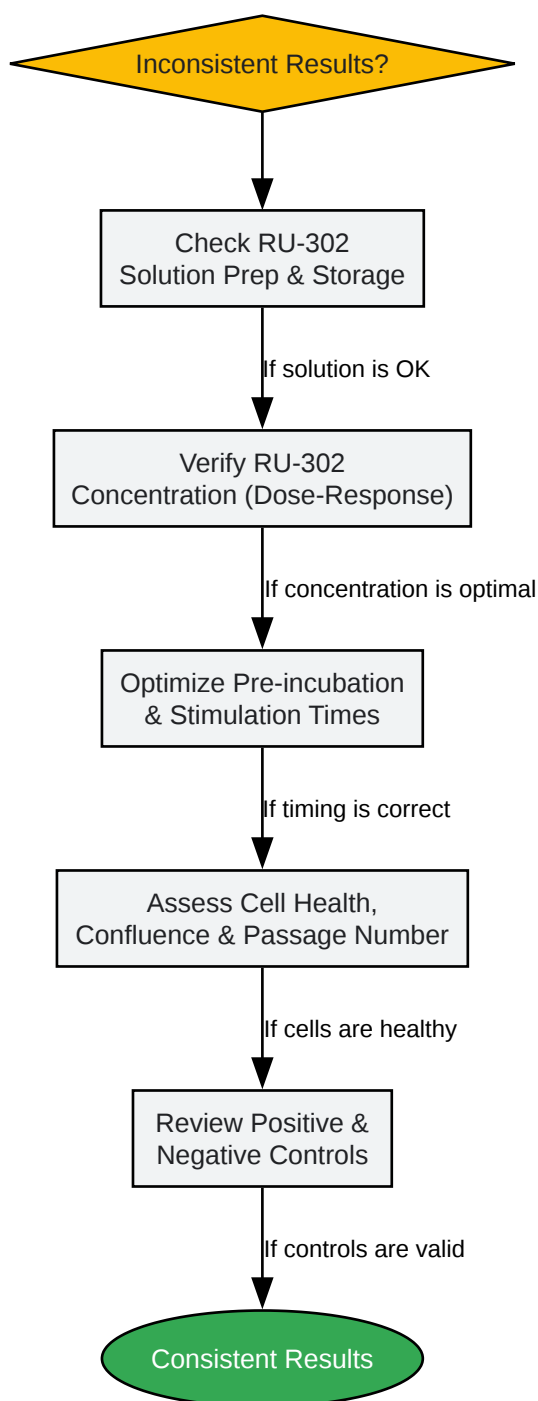 Inconsistent Results?
Check RU-302
Solution Prep & Storage
If solution is OK
Verify RU-302
Concentration (Dose-Response)
If concentration is optimal
Optimize Pre-incubation
& Stimulation Times
If timing is correct
Assess Cell Health,
Confluence & Passage Number
If cells are healthy
Review Positive &
Negative Controls
If controls are valid
Consistent Results